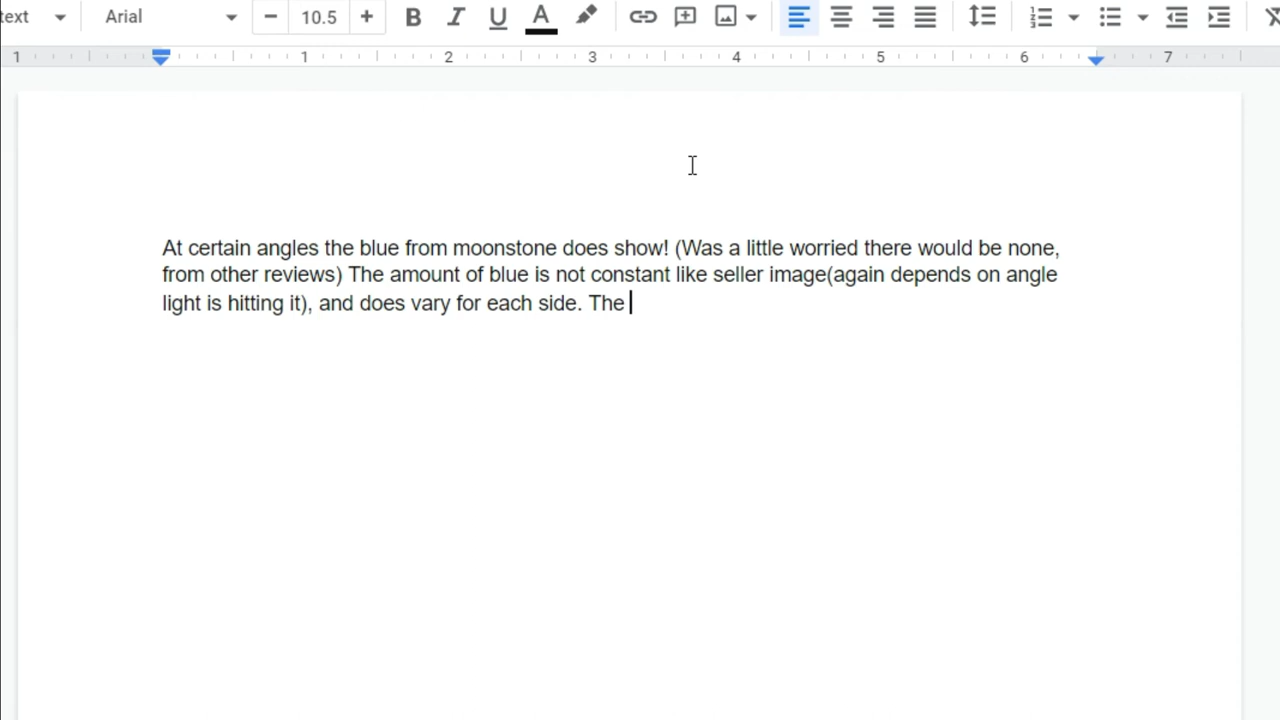 text Arial 10.5 B I U A
1 1 2 3 4 5 6 7
At certain angles the blue from moonstone does show! (Was a little worried there would be none,
from other reviews) The amount of blue is not constant like seller image(again depends on angle
light is hitting it), and does vary for each side. The